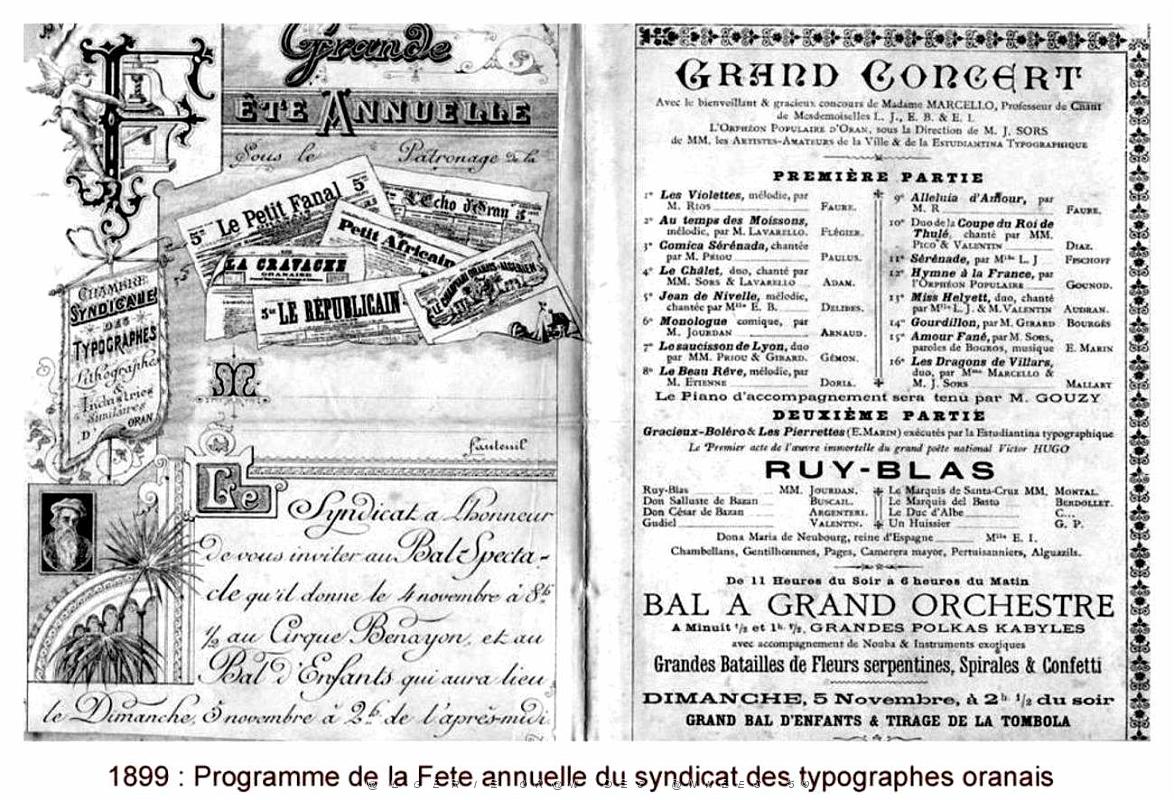 Grande
FÊTE ANNUELLE
Sous le Patronage de la
Le Petit Fanal
5ᶜ
5ᶜ
L'Echo d'Oran
Petit Africain
LA CRAVACHE
ORANAISE
5ᶜ LE RÉPUBLICAIN
CHAMBRE
SYNDICALE
DES
TYPOGRAPHES
Lithographes
&
Industries
Similaires
D'ORAN
M
fauteuil
Le
Syndicat a l'honneur
de vous inviter au Bal-Specta-
cle qu'il donne le 4 novembre à 8ʰ
½ au Cirque Benayon, et au
Bal d'Enfants qui aura lieu
le Dimanche, 5 novembre à 2ʰ de l'après-midi
GRAND CONCERT
Avec le bienveillant & gracieux concours de Madame MARCELLO, Professeur de Chant
de Mesdemoiselles L. J., E. B. & E. I.
L'ORPHÉON POPULAIRE D'ORAN, sous la Direction de M. J. SORS
de MM. les ARTISTES-AMATEURS de la Ville & de la ESTUDIANTINA TYPOGRAPHIQUE
PREMIÈRE PARTIE
1° Les Violettes, mélodie, par
M. RIOS FAURE.
2° Au temps des Moissons,
mélodie, par M. LAVARELLO. FLÉGIER.
3° Comica Sérénada, chantée
par M. PRIOU PAULUS.
4° Le Châlet, duo, chanté par
MM. SORS & LAVARELLO ADAM.
5° Jean de Nivelle, mélodie,
chantée par Mˡˡᵉ E. B. DELIBES.
6° Monologue comique, par
M. JOURDAN ARNAUD.
7° Le saucisson de Lyon, duo
par MM. PRIOU & GIRARD. GÉMON.
8° Le Beau Rêve, mélodie, par
M. ETIENNE DORIA.
9° Alleluia d'Amour, par
M. R FAURE.
10° Duo de la Coupe du Roi de
Thulé, chanté par MM.
PICO & VALENTIN DIAZ.
11° Sérénade, par Mˡˡᵉ L. J FISCHOFF
12° Hymne à la France, par
l'ORPHÉON POPULAIRE GOUNOD.
13° Miss Helyett, duo, chanté
par Mˡˡᵉ L. J. & M. VALENTIN AUDRAN.
14° Gourdillon, par M. GIRARD BOURGÈS
15° Amour Fané, par M. SORS,
paroles de BOGROS, musique E. MARIN
16° Les Dragons de Villars,
duo, par Mᵐᵉ MARCELLO &
M. J. SORS MALLART
Le Piano d'accompagnement sera tenu par M. GOUZY
DEUXIÈME PARTIE
Gracieux-Boléro & Les Pierrettes (E. MARIN) exécutés par la Estudiantina typographique
Le Premier acte de l'œuvre immortelle du grand poète national Victor HUGO
RUY-BLAS
Ruy-Blas MM. JOURDAN.
Don Salluste de Bazan BUSCAIL.
Don César de Bazan ARGENTERI.
Gudiel VALENTIN.
Le Marquis de Santa-Cruz MM. MONTAL.
Le Marquis del Basto BERDOLLET.
Le Duc d'Albe C...
Un Huissier G. P.
Dona Maria de Neubourg, reine d'Espagne Mˡˡᵉ E. I.
Chambellans, Gentilhommes, Pages, Camerera mayor, Pertuisanniers, Alguazils.
De 11 Heures du Soir à 6 heures du Matin
BAL A GRAND ORCHESTRE
A Minuit ½ et 1ʰ. ½, GRANDES POLKAS KABYLES
avec accompagnement de Nouba & Instruments exotiques
Grandes Batailles de Fleurs serpentines, Spirales & Confetti
DIMANCHE, 5 Novembre, à 2ʰ ½ du soir
GRAND BAL D'ENFANTS & TIRAGE DE LA TOMBOLA
1899 : Programme de la Fete annuelle du syndicat des typographes oranais